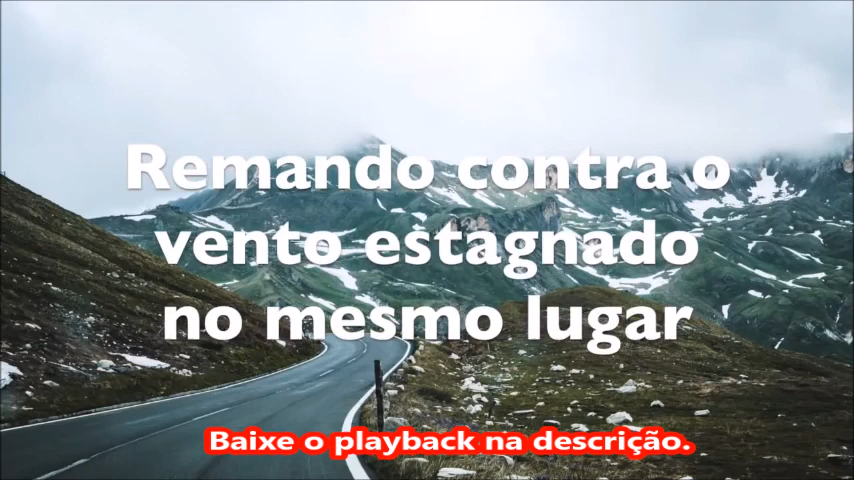 Remando contra o
vento estagnado
no mesmo lugar
Baixe o playback na descrição.